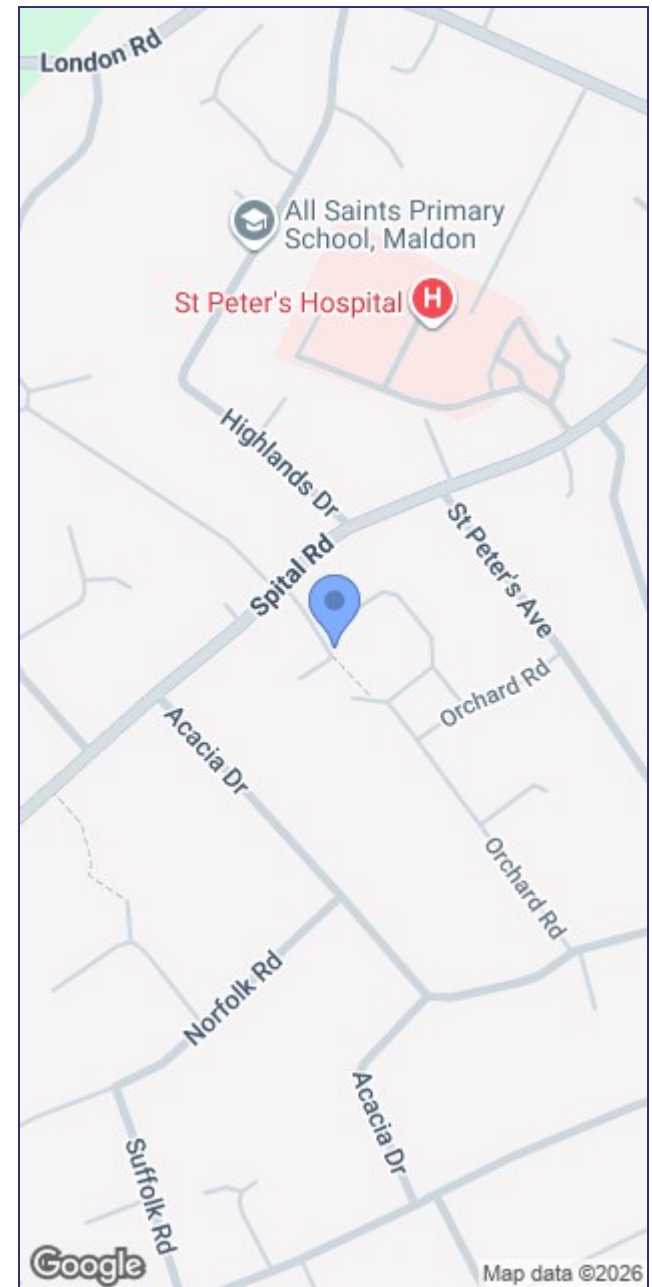 London Rd
All Saints Primary
School, Maldon
St Peter's Hospital
H
Highlands Dr
St Peter's Ave
Spital Rd
Orchard Rd
Acacia Dr
Orchard Rd
Norfolk Rd
Acacia Dr
Suffolk Rd
Google
Map data ©2026